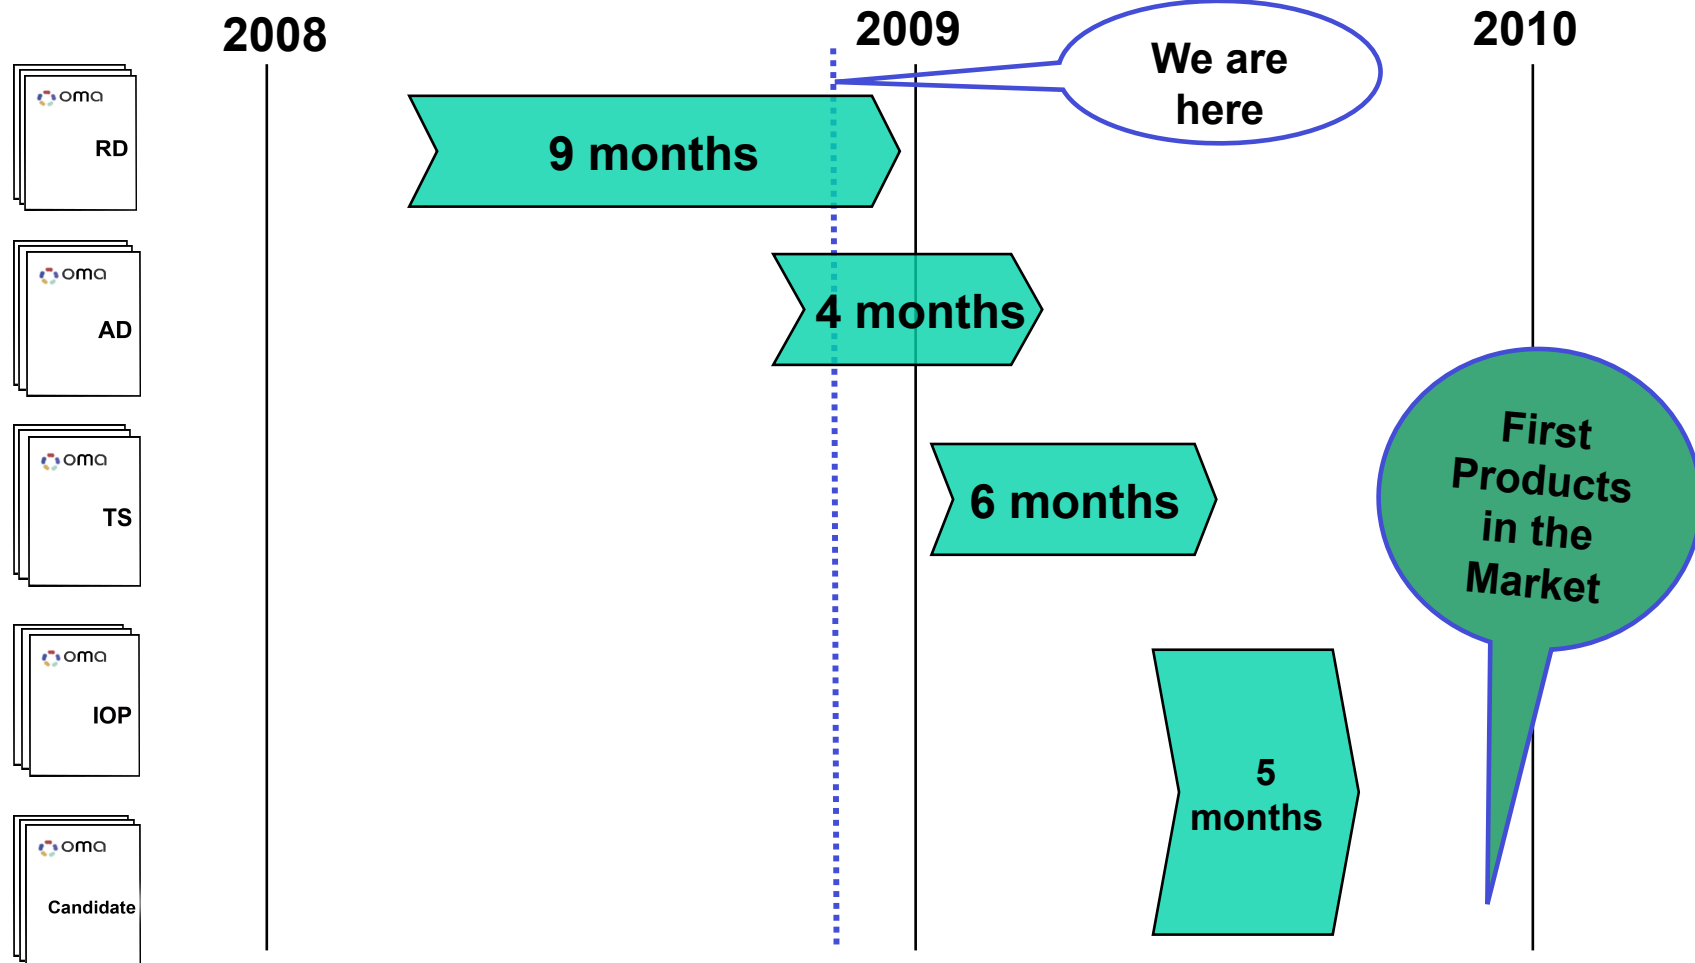 2008
2009
2010
We are
here
oma
RD
9 months
oma
AD
4 months
oma
TS
6 months
First
Products
in the
Market
oma
IOP
5
months
oma
Candidate